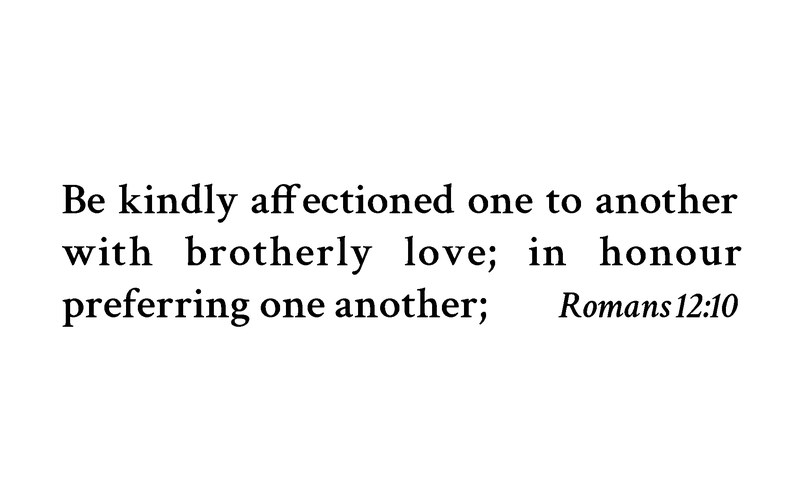 Be kindly affectioned one to another
with brotherly love; in honour
preferring one another; Romans 12:10